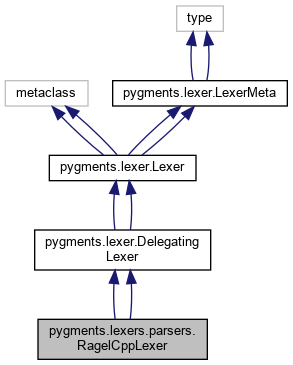 type
metaclass
pygments.lexer.LexerMeta
pygments.lexer.Lexer
pygments.lexer.Delegating
Lexer
pygments.lexers.parsers.
RagelCppLexer